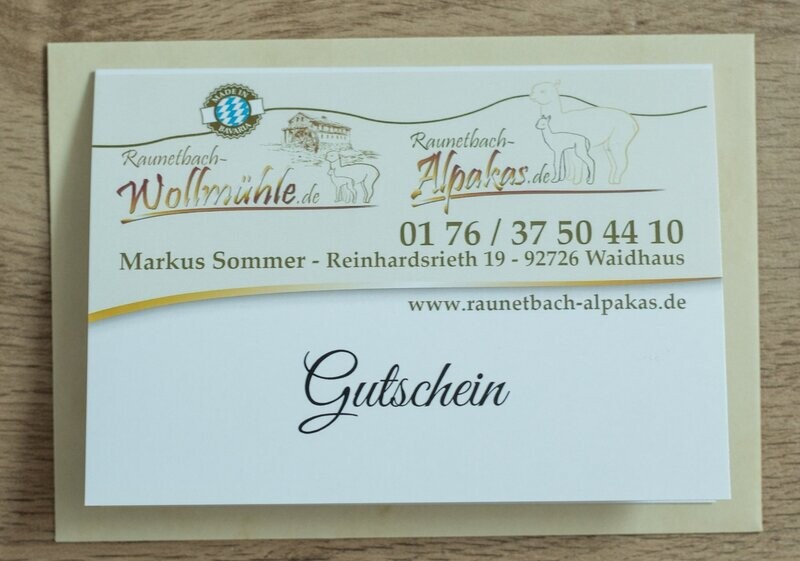 MADE IN
BAVARIA
Raunetbach-
Wollmühle.de
Raunetbach-
Alpakas.de
01 76 / 37 50 44 10
Markus Sommer - Reinhardsrieth 19 - 92726 Waidhaus
www.raunetbach-alpakas.de
Gutschein